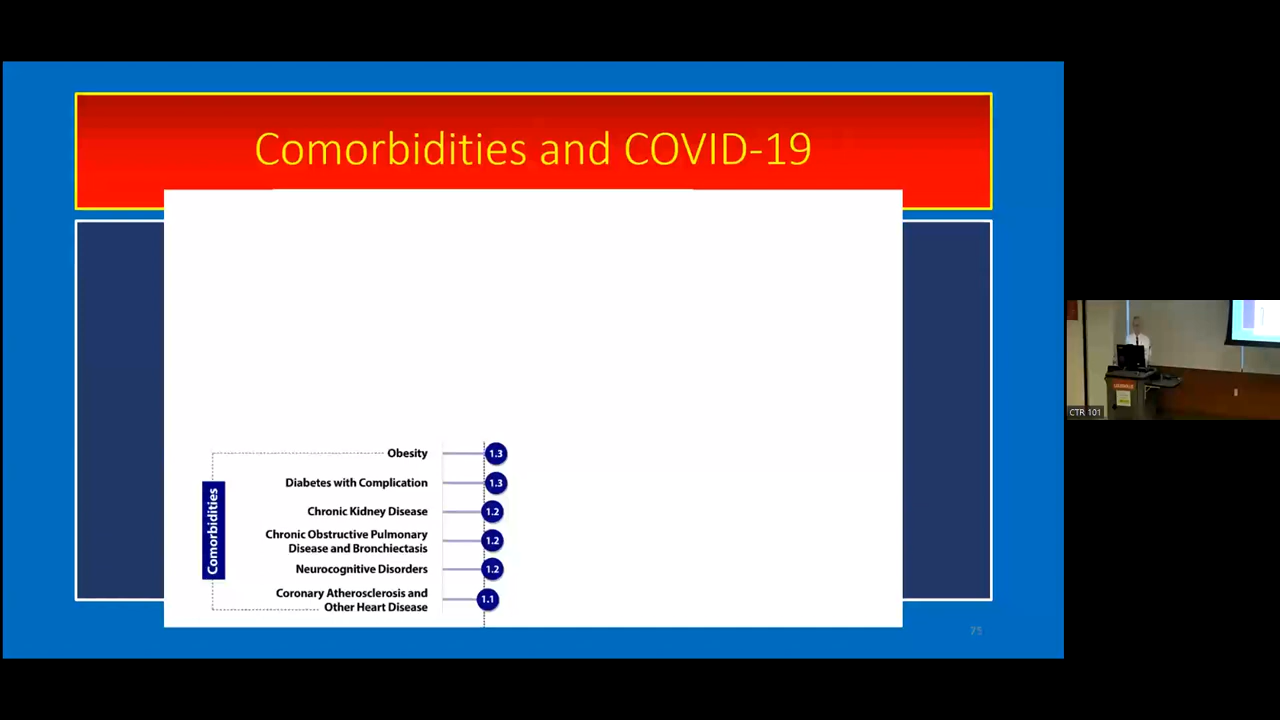 Comorbidities and COVID-19
Comorbidities
Obesity 1.3
Diabetes with Complication 1.3
Chronic Kidney Disease 1.2
Chronic Obstructive Pulmonary
Disease and Bronchiectasis 1.2
Neurocognitive Disorders 1.2
Coronary Atherosclerosis and
Other Heart Disease 1.1
75
CTR 101